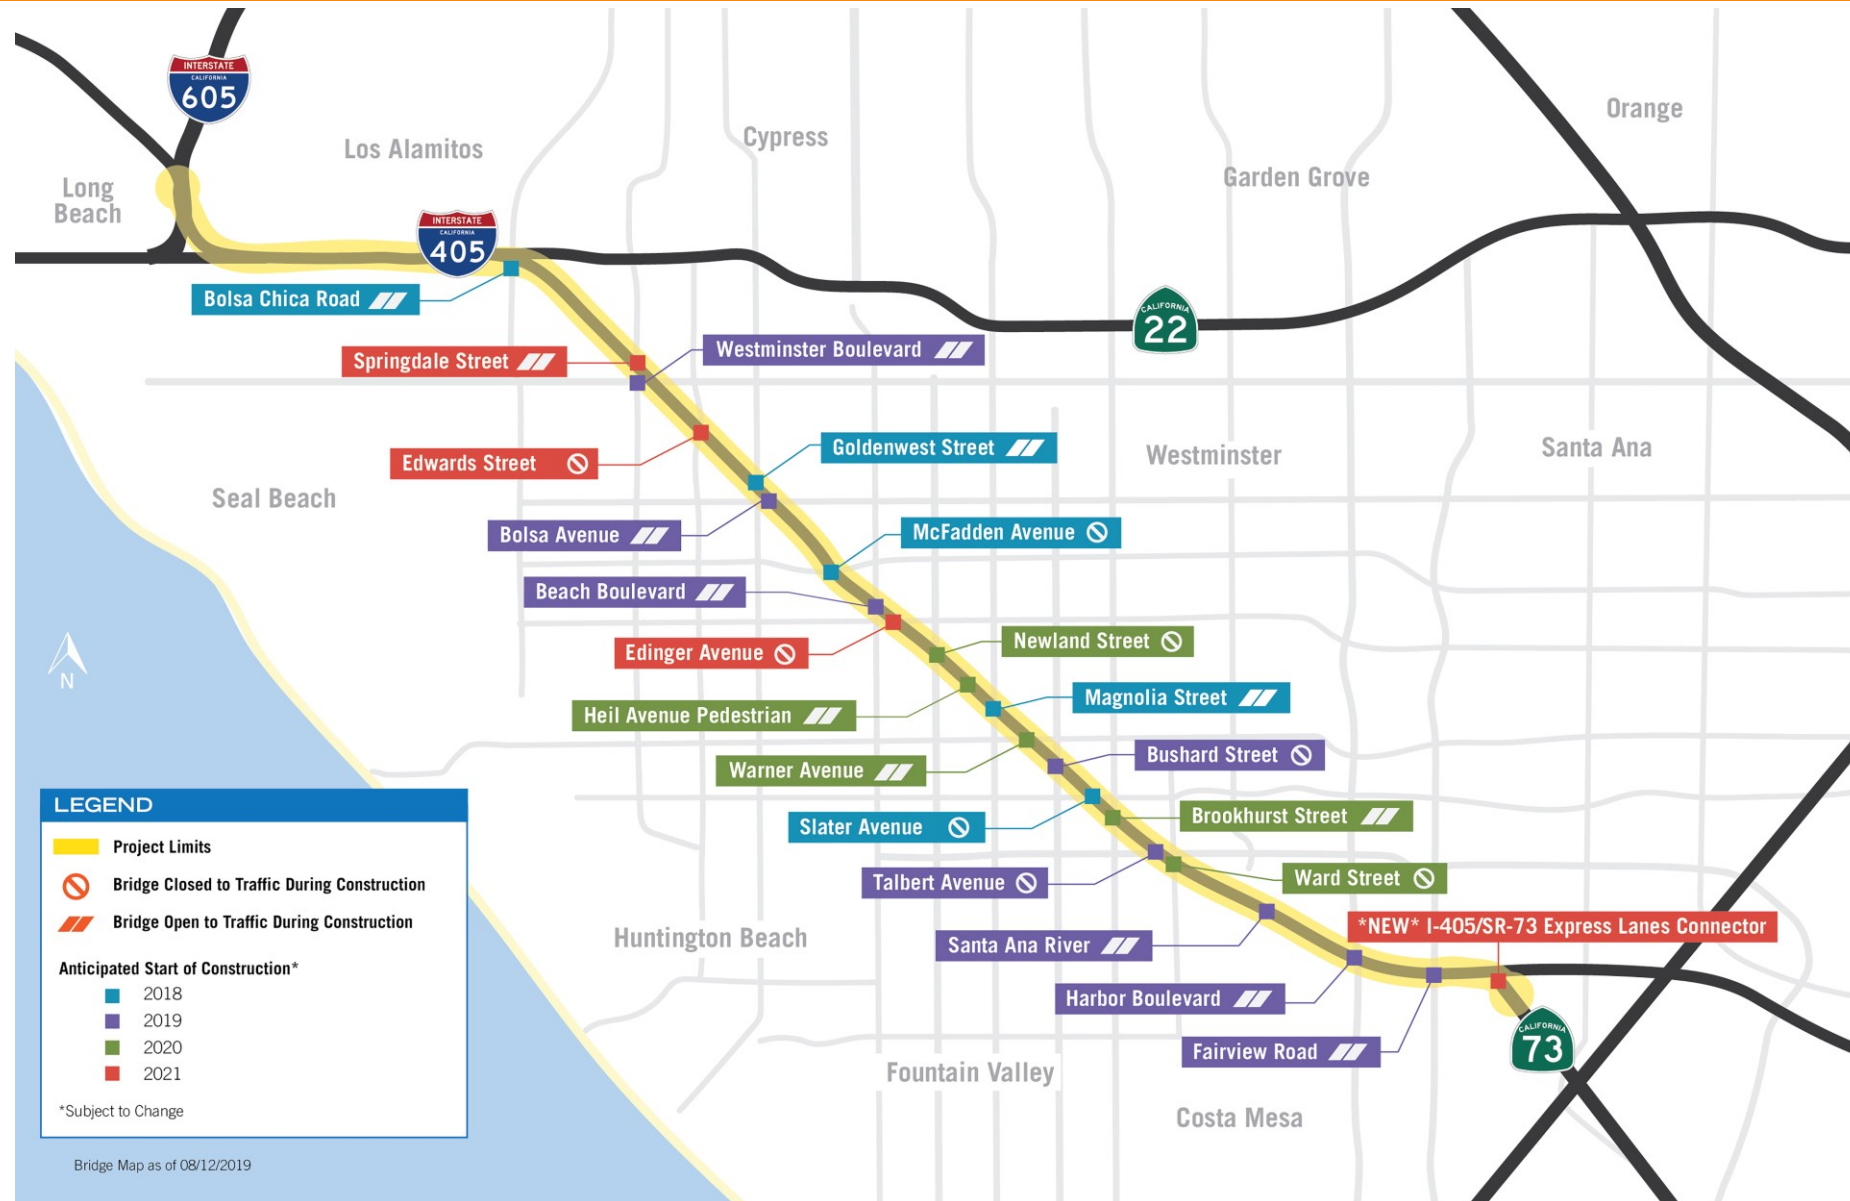 INTERSTATE
CALIFORNIA
605
Los Alamitos
Cypress
Orange
Long
Beach
Garden Grove
INTERSTATE
CALIFORNIA
405
Bolsa Chica Road
CALIFORNIA
22
Springdale Street
Westminster Boulevard
Edwards Street
Goldenwest Street
Westminster
Santa Ana
Seal Beach
Bolsa Avenue
McFadden Avenue
Beach Boulevard
Edinger Avenue
Newland Street
N
Heil Avenue Pedestrian
Magnolia Street
Warner Avenue
Bushard Street
Slater Avenue
Brookhurst Street
Talbert Avenue
Ward Street
Huntington Beach
Santa Ana River
*NEW* I-405/SR-73 Express Lanes Connector
Harbor Boulevard
Fairview Road
CALIFORNIA
73
Fountain Valley
Costa Mesa
LEGEND
Project Limits
Bridge Closed to Traffic During Construction
Bridge Open to Traffic During Construction
Anticipated Start of Construction*
2018
2019
2020
2021
*Subject to Change
Bridge Map as of 08/12/2019